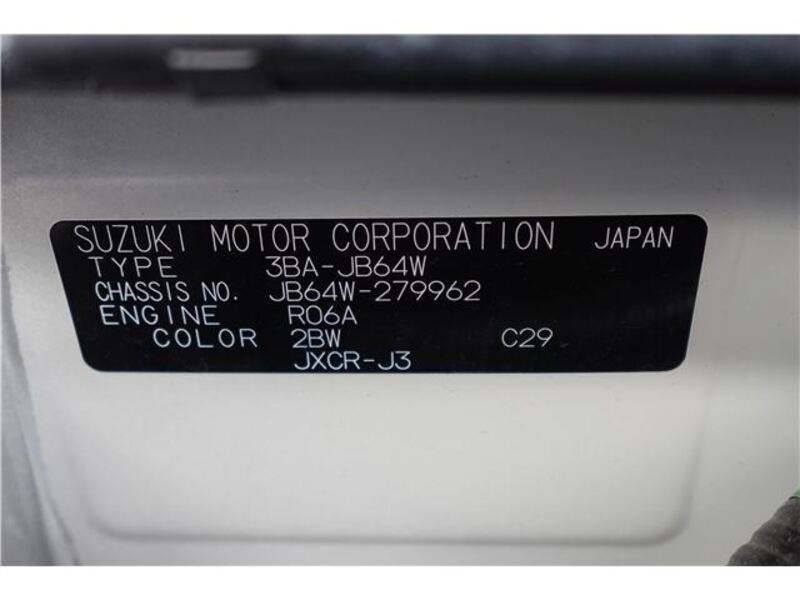 SUZUKI MOTOR CORPORATION JAPAN
TYPE 3BA-JB64W
CHASSIS NO. JB64W-279962
ENGINE R06A
COLOR 2BW C29
JXCR-J3